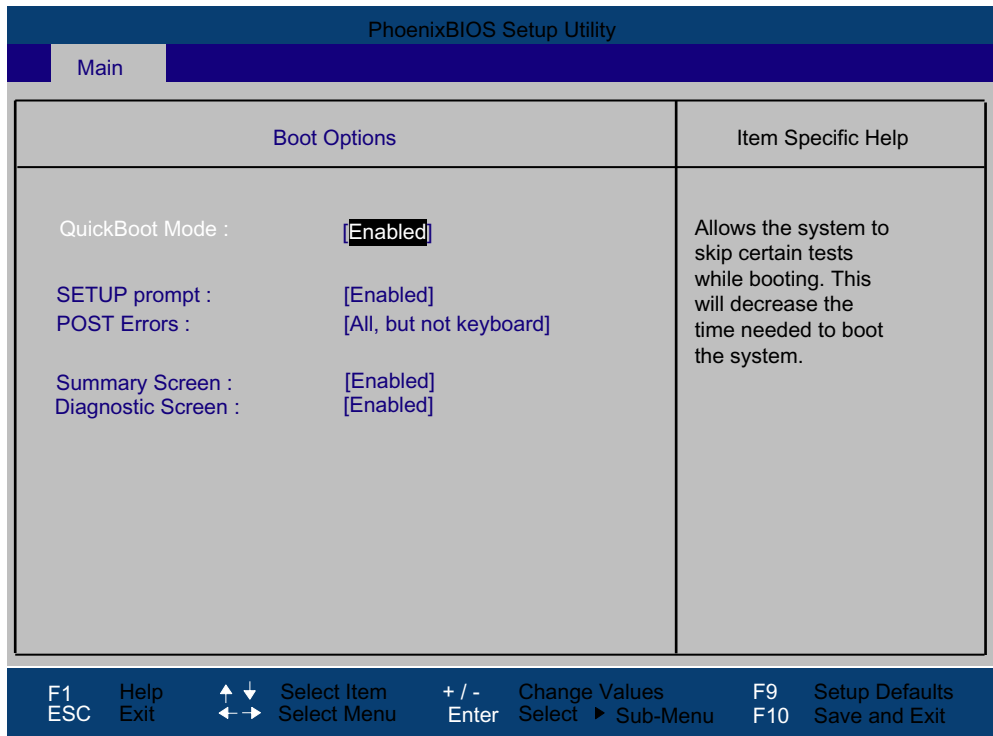 PhoenixBIOS Setup Utility
Main
Boot Options
Item Specific Help
QuickBoot Mode : [Enabled]
SETUP prompt : [Enabled]
POST Errors : [All, but not keyboard]
Summary Screen : [Enabled]
Diagnostic Screen : [Enabled]
Allows the system to
skip certain tests
while booting. This
will decrease the
time needed to boot
the system.
F1 Help Select Item + / - Change Values F9 Setup Defaults
ESC Exit Select Menu Enter Select Sub-Menu F10 Save and Exit